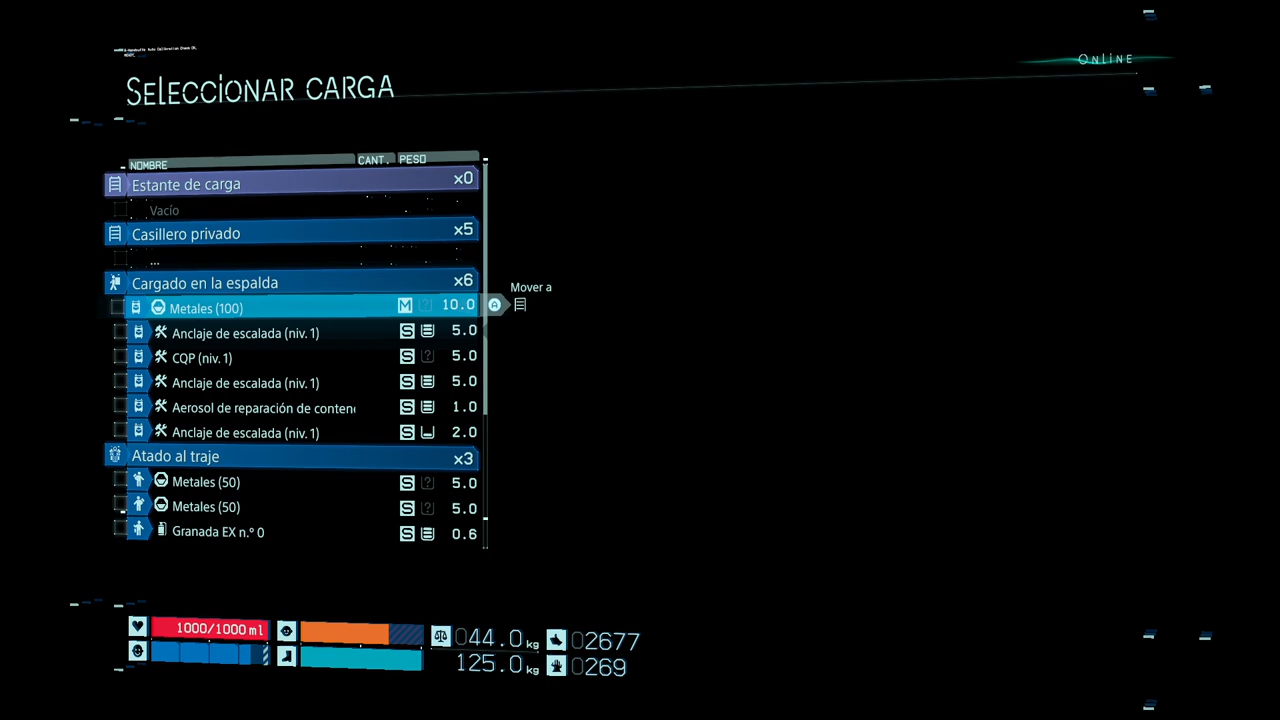 SELECCIONAR CARGA
ONLINE
NOMBRE CANT. PESO
Estante de carga x0
Vacío
Casillero privado x5
...
Cargado en la espalda x6
Metales (100) M [?] 10.0
Mover a
A
Anclaje de escalada (niv. 1) S 5.0
CQP (niv. 1) S [?] 5.0
Anclaje de escalada (niv. 1) S 5.0
Aerosol de reparación de conten S 1.0
Anclaje de escalada (niv. 1) S 2.0
Atado al traje x3
Metales (50) S [?] 5.0
Metales (50) S [?] 5.0
Granada EX n.º 0 S 0.6
1000/1000 ml
044.0 kg
02677
125.0 kg
0269